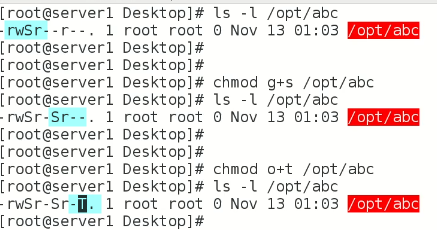 [root@server1 Desktop]# ls -l /opt/abc
-rwSr--r--. 1 root root 0 Nov 13 01:03 /opt/abc
[root@server1 Desktop]#
[root@server1 Desktop]#
[root@server1 Desktop]# chmod g+s /opt/abc
[root@server1 Desktop]# ls -l /opt/abc
-rwSr-Sr--. 1 root root 0 Nov 13 01:03 /opt/abc
[root@server1 Desktop]#
[root@server1 Desktop]#
[root@server1 Desktop]# chmod o+t /opt/abc
[root@server1 Desktop]# ls -l /opt/abc
-rwSr-Sr-T. 1 root root 0 Nov 13 01:03 /opt/abc
[root@server1 Desktop]#